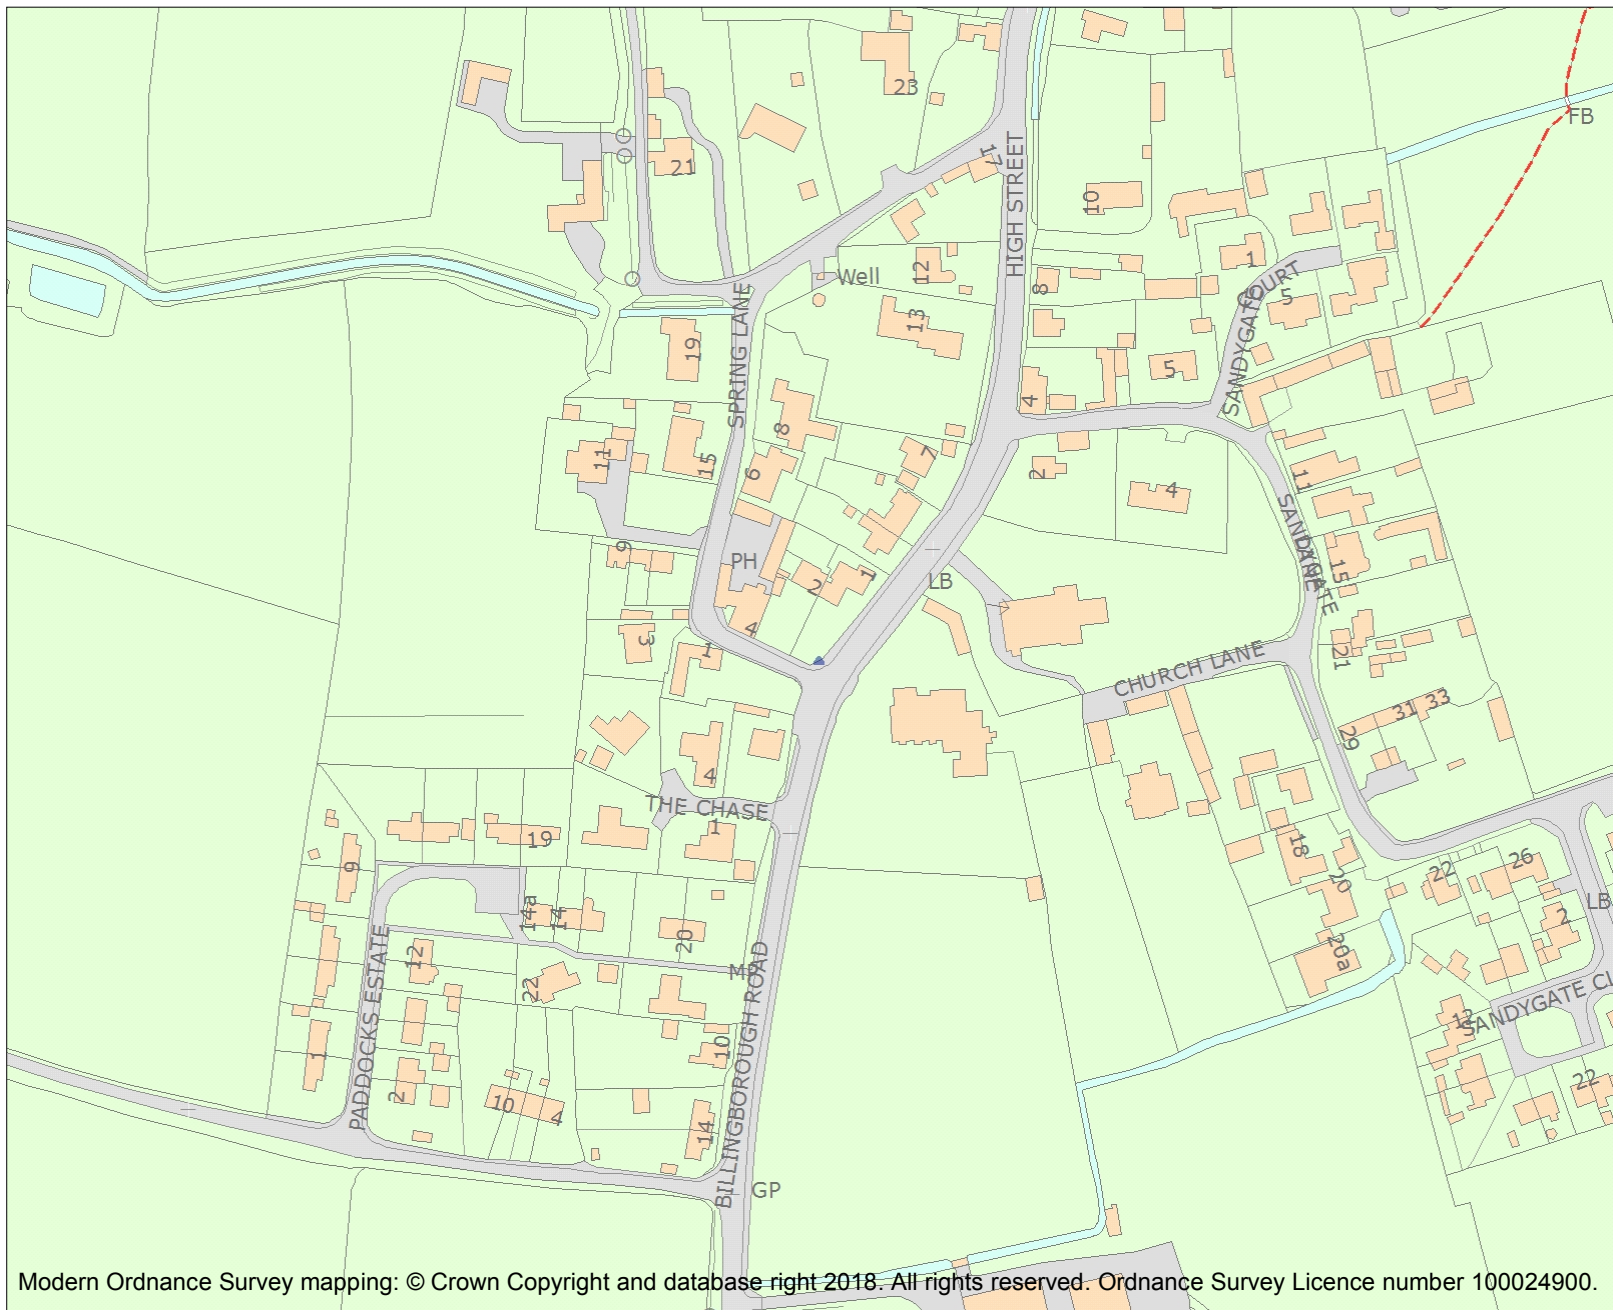 23
FB
21
17
HIGH STREET
10
1
Well
12
8
SANDYGATE
COURT
5
6
13
19
SPRING LANE
5
4
8
7
11
15
6
2
4
11
SANDYGATE
LANE
PH
9
15
2
1
LB
4
3
1
21
CHURCH LANE
31
33
29
4
THE CHASE
1
19
9
18
20
22
26
LB
14a
14
20
2
20a
12
MP
22
PADDOCKS ESTATE
BILLINGBOROUGH ROAD
SANDYGATE CL
12
10
1
2
10
4
22
14
GP
Modern Ordnance Survey mapping: © Crown Copyright and database right 2018. All rights reserved. Ordnance Survey Licence number 100024900.